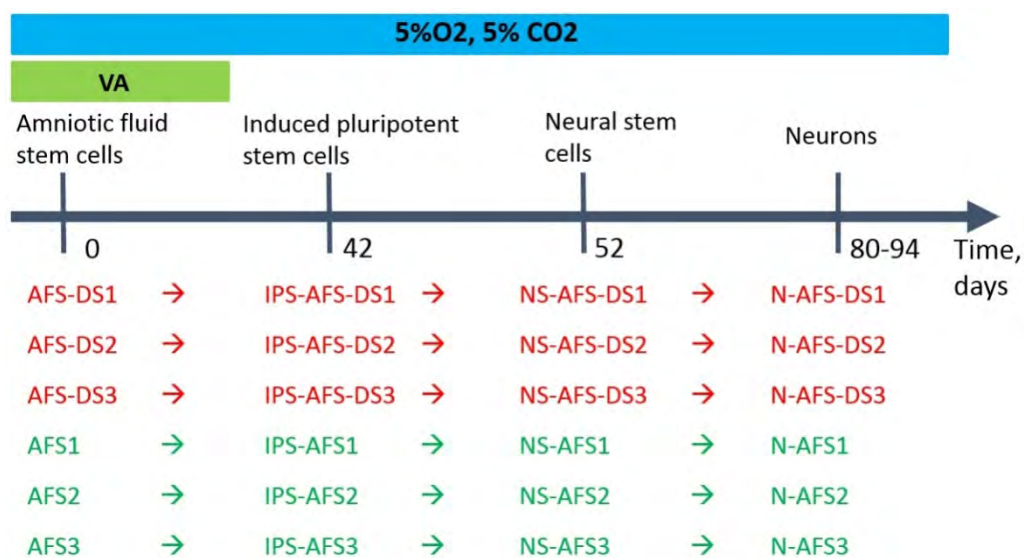 5%O2, 5% CO2
VA
Amniotic fluid
stem cells
Induced pluripotent
stem cells
Neural stem
cells
Neurons
0
42
52
80-94
Time,
days
AFS-DS1 → IPS-AFS-DS1 → NS-AFS-DS1 → N-AFS-DS1
AFS-DS2 → IPS-AFS-DS2 → NS-AFS-DS2 → N-AFS-DS2
AFS-DS3 → IPS-AFS-DS3 → NS-AFS-DS3 → N-AFS-DS3
AFS1 → IPS-AFS1 → NS-AFS1 → N-AFS1
AFS2 → IPS-AFS2 → NS-AFS2 → N-AFS2
AFS3 → IPS-AFS3 → NS-AFS3 → N-AFS3